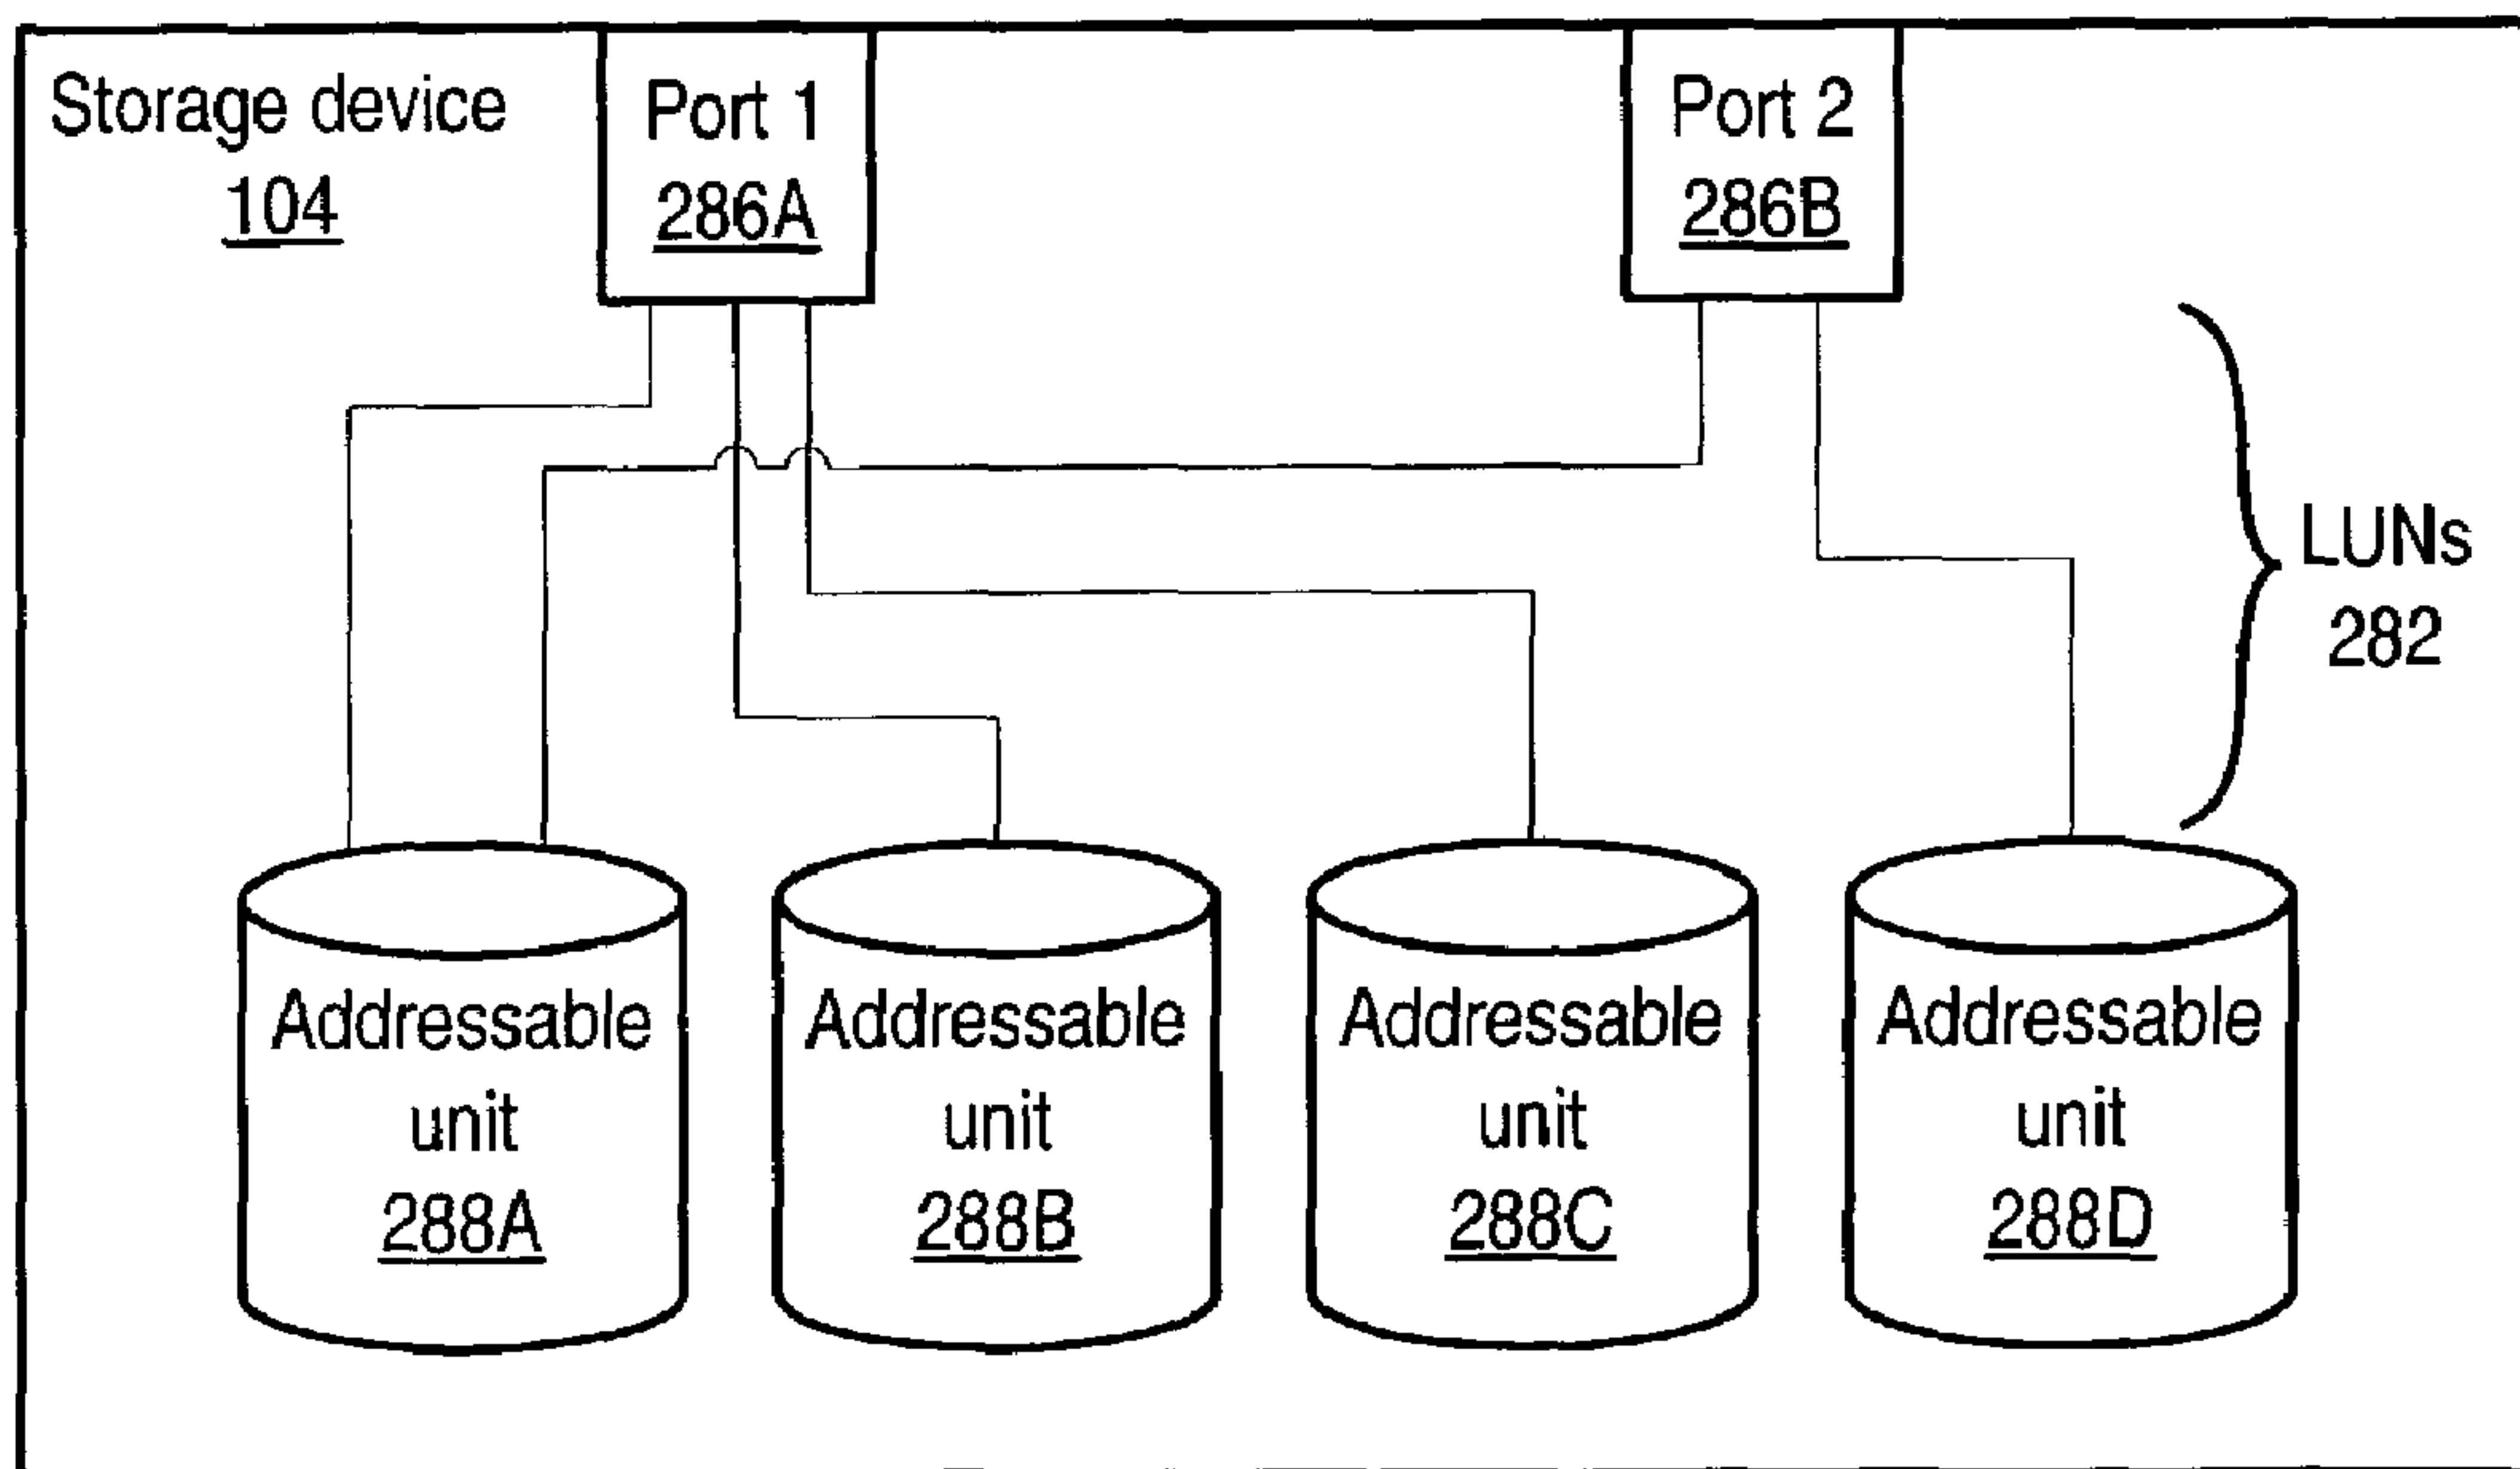 Storage device
104
Port 1
286A
Port 2
286B
LUNs
282
Addressable
unit
288A
Addressable
unit
288B
Addressable
unit
288C
Addressable
unit
288D